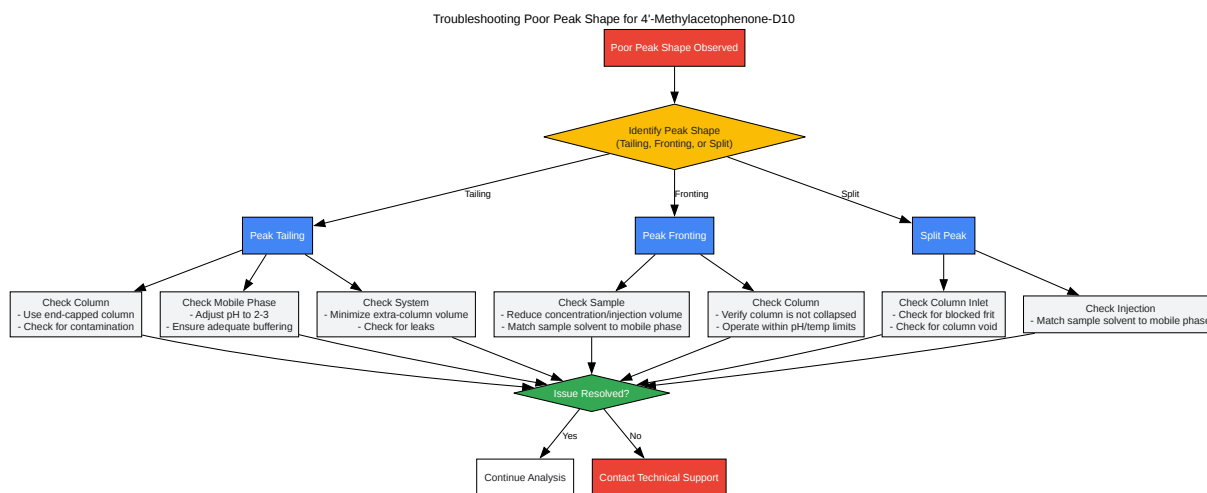 Troubleshooting Poor Peak Shape for 4'-Methylacetophenone-D10
Poor Peak Shape Observed
Identify Peak Shape
(Tailing, Fronting, or Split)
Tailing
Fronting
Split
Peak Tailing
Peak Fronting
Split Peak
Check Column
- Use end-capped column
- Check for contamination
Check Mobile Phase
- Adjust pH to 2-3
- Ensure adequate buffering
Check System
- Minimize extra-column volume
- Check for leaks
Check Sample
- Reduce concentration/injection volume
- Match sample solvent to mobile phase
Check Column
- Verify column is not collapsed
- Operate within pH/temp limits
Check Column Inlet
- Check for blocked frit
- Check for column void
Check Injection
- Match sample solvent to mobile phase
Issue Resolved?
Yes
No
Continue Analysis
Contact Technical Support